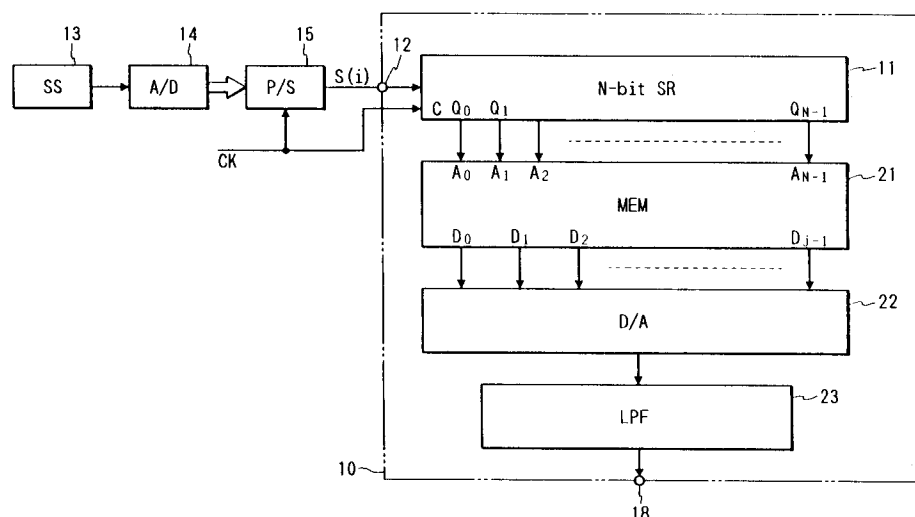 13
14
15
12
11
SS
A/D
P/S
S(i)
N-bit SR
C Q0 Q1 QN-1
CK
A0 A1 A2 AN-1
21
MEM
D0 D1 D2 Dj-1
22
D/A
23
LPF
10
18